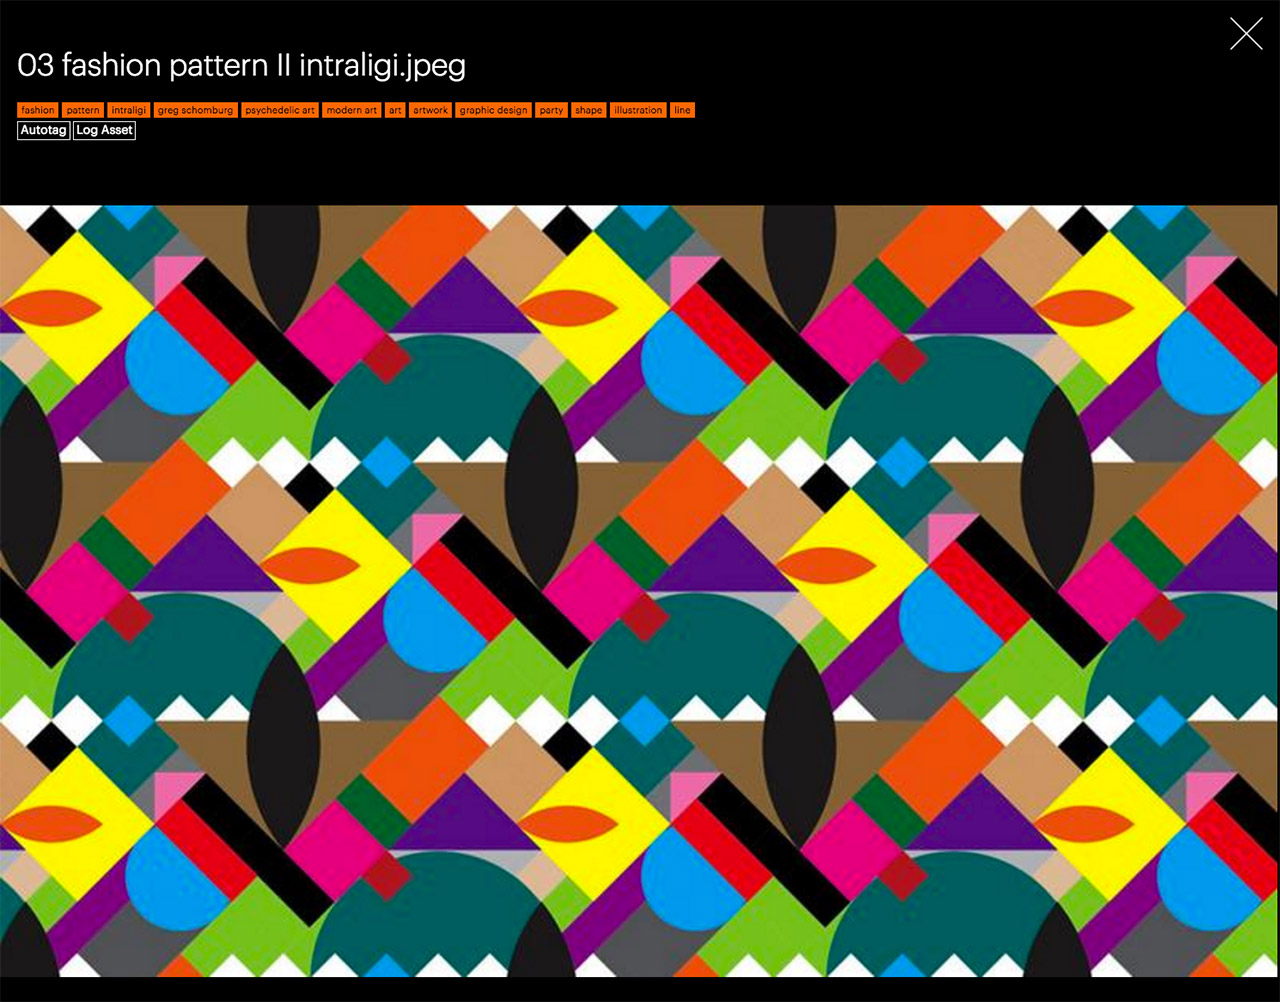 03 fashion pattern II intraligi.jpeg
fashion pattern intraligi greg schomburg psychedelic art modern art art artwork graphic design party shape illustration line
Autotag Log Asset